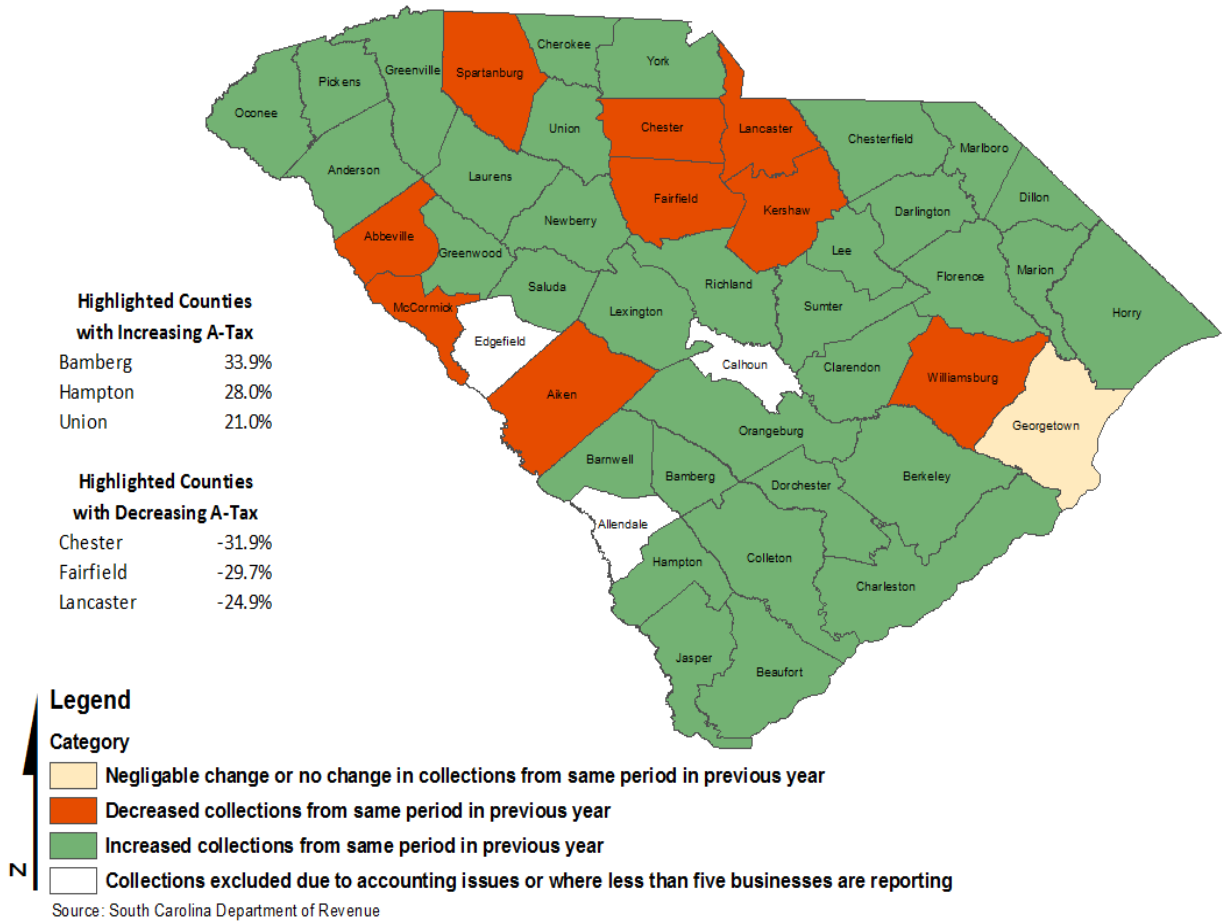 Cherokee
York
Spartanburg
Greenville
Pickens
Oconee
Union
Chester
Lancaster
Chesterfield
Marlboro
Anderson
Laurens
Dillon
Fairfield
Kershaw
Darlington
Newberry
Abbeville
Greenwood
Lee
Florence
Marion
Saluda
Richland
McCormick
Lexington
Sumter
Horry
Edgefield
Calhoun
Clarendon
Williamsburg
Aiken
Georgetown
Orangeburg
Barnwell
Bamberg
Dorchester
Berkeley
Allendale
Hampton
Colleton
Charleston
Jasper
Beaufort
Highlighted Counties
with Increasing A-Tax
Bamberg 33.9%
Hampton 28.0%
Union 21.0%
Highlighted Counties
with Decreasing A-Tax
Chester -31.9%
Fairfield -29.7%
Lancaster -24.9%
Legend
Category
Negligable change or no change in collections from same period in previous year
Decreased collections from same period in previous year
Increased collections from same period in previous year
Collections excluded due to accounting issues or where less than five businesses are reporting
N
Source: South Carolina Department of Revenue